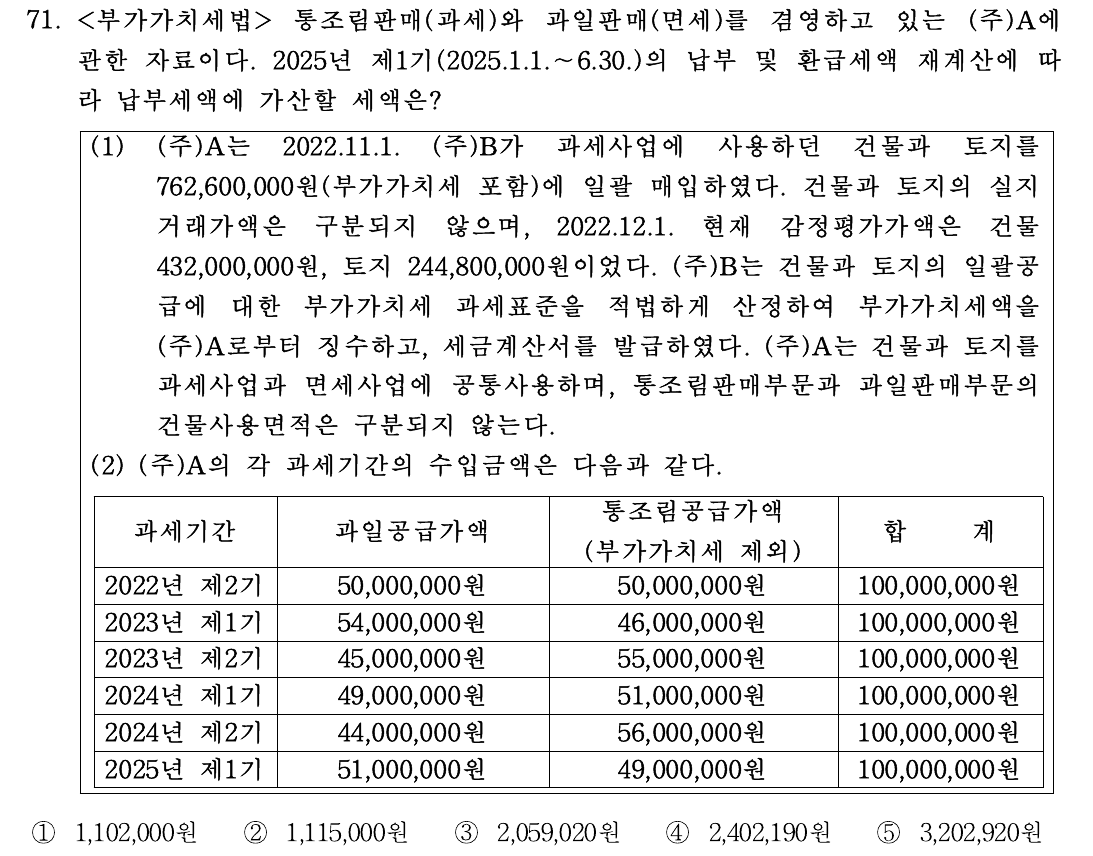 71. <부가가치세법> 통조림판매(과세)와 과일판매(면세)를 겸영하고 있는 (주)A에
관한 자료이다. 2025년 제1기(2025.1.1.~6.30.)의 납부 및 환급세액 재계산에 따
라 납부세액에 가산할 세액은?
(1) (주)A는 2022.11.1. (주)B가 과세사업에 사용하던 건물과 토지를
762,600,000원(부가가치세 포함)에 일괄 매입하였다. 건물과 토지의 실지
거래가액은 구분되지 않으며, 2022.12.1. 현재 감정평가가액은 건물
432,000,000원, 토지 244,800,000원이었다. (주)B는 건물과 토지의 일괄공
급에 대한 부가가치세 과세표준을 적법하게 산정하여 부가가치세액을
(주)A로부터 징수하고, 세금계산서를 발급하였다. (주)A는 건물과 토지를
과세사업과 면세사업에 공통사용하며, 통조림판매부문과 과일판매부문의
건물사용면적은 구분되지 않는다.
(2) (주)A의 각 과세기간의 수입금액은 다음과 같다.
과세기간 과일공급가액 통조림공급가액 (부가가치세 제외) 합 계
2022년 제2기 50,000,000원 50,000,000원 100,000,000원
2023년 제1기 54,000,000원 46,000,000원 100,000,000원
2023년 제2기 45,000,000원 55,000,000원 100,000,000원
2024년 제1기 49,000,000원 51,000,000원 100,000,000원
2024년 제2기 44,000,000원 56,000,000원 100,000,000원
2025년 제1기 51,000,000원 49,000,000원 100,000,000원
① 1,102,000원 ② 1,115,000원 ③ 2,059,020원 ④ 2,402,190원 ⑤ 3,202,920원